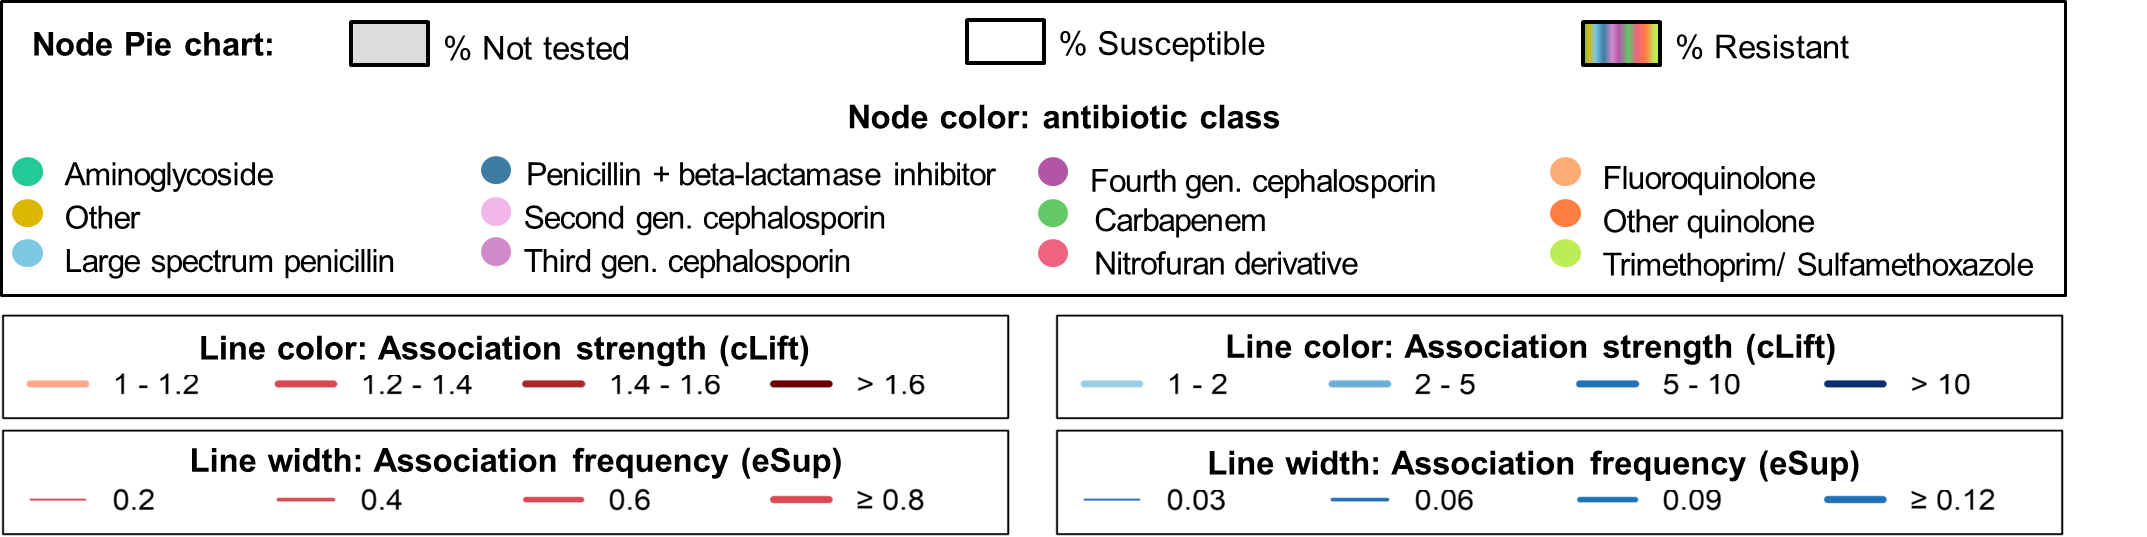 Node Pie chart: % Not tested % Susceptible % Resistant
Node color: antibiotic class
Aminoglycoside Penicillin + beta-lactamase inhibitor Fourth gen. cephalosporin Fluoroquinolone
Other Second gen. cephalosporin Carbapenem Other quinolone
Large spectrum penicillin Third gen. cephalosporin Nitrofuran derivative Trimethoprim/ Sulfamethoxazole
Line color: Association strength (cLift)
1 - 1.2 1.2 - 1.4 1.4 - 1.6 > 1.6
Line color: Association strength (cLift)
1 - 2 2 - 5 5 - 10 > 10
Line width: Association frequency (eSup)
0.2 0.4 0.6 ≥ 0.8
Line width: Association frequency (eSup)
0.03 0.06 0.09 ≥ 0.12